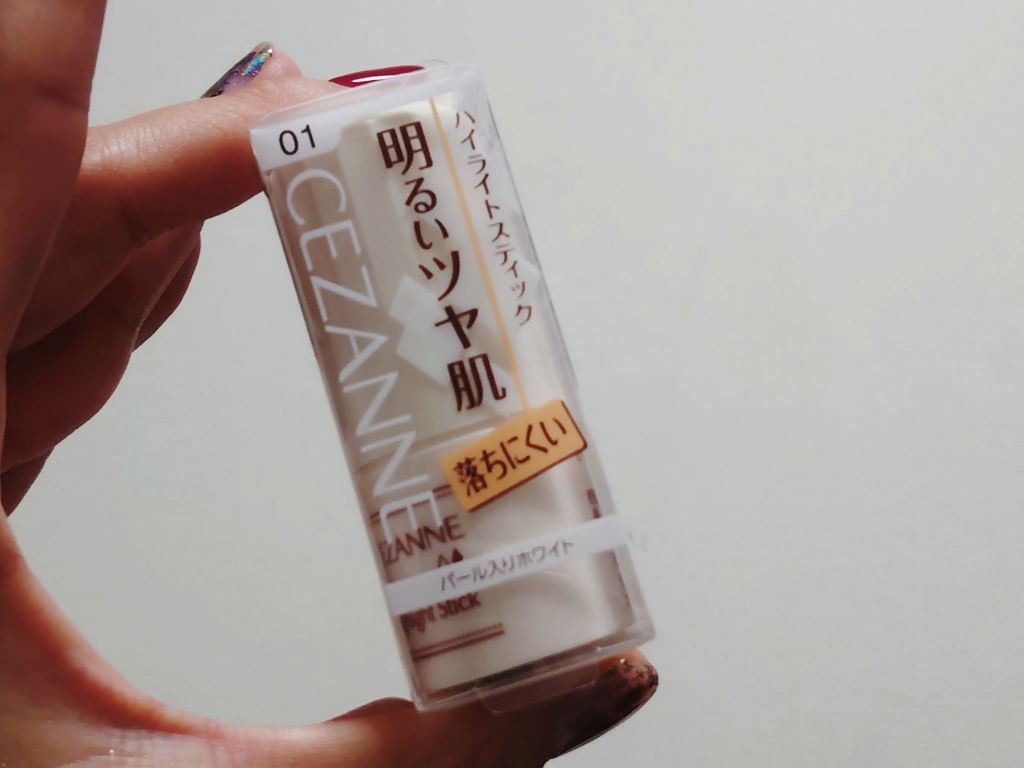 01
CEZANNE
ハイライトスティック
明るいツヤ肌
落ちにくい
パール入りホワイト
Stick